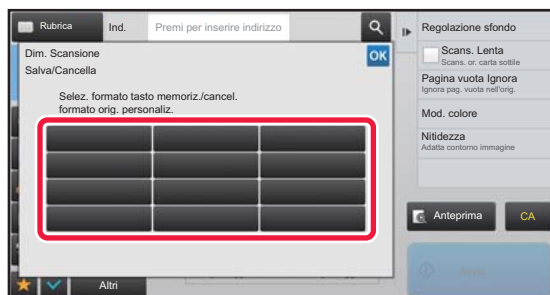 Rubrica
Ind.
Premi per inserire indirizzo
Dim. Scansione
Salva/Cancella
OK
Selez. formato tasto memoriz./cancel.
formato orig. personaliz.
Altri
Regolazione sfondo
Scans. Lenta
Scans. or. carta sottile
Pagina vuota Ignora
Ignora pag. vuota nell'orig.
Mod. colore
Nitidezza
Adatta contorno immagine
Anteprima
CA